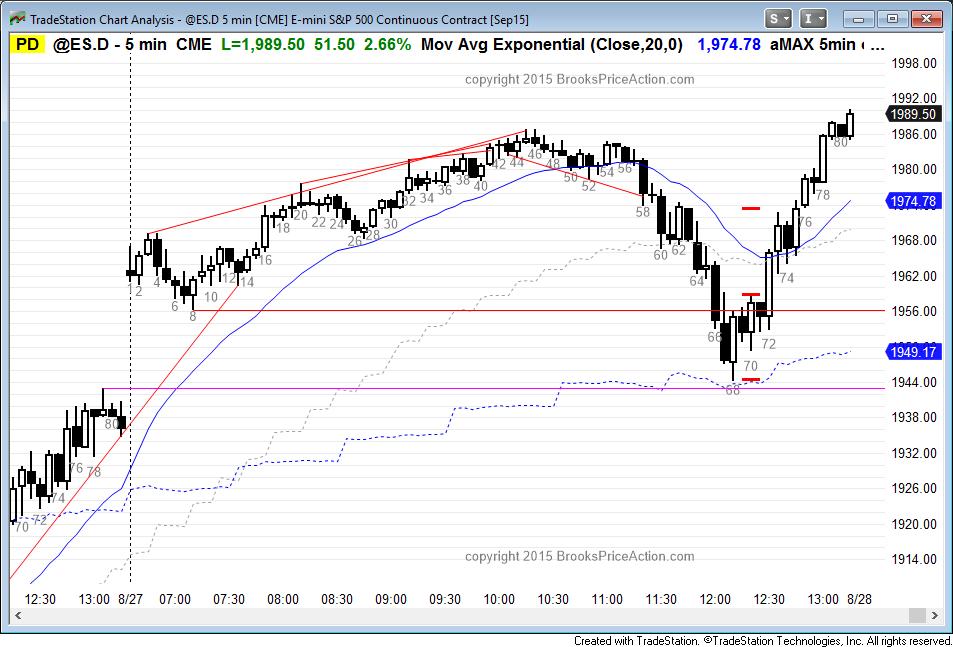 TradeStation Chart Analysis - @ES.D 5 min [CME] E-mini S&P 500 Continuous Contract [Sep15]
S I
PD @ES.D - 5 min CME L=1,989.50 51.50 2.66% Mov Avg Exponential (Close,20,0) 1,974.78 aMAX 5min ...
copyright 2015 BrooksPriceAction.com
1998.00
1992.00
1989.50
1986.00
1980.00
1974.78
1968.00
1962.00
1956.00
1949.17
1944.00
1938.00
1932.00
1926.00
1920.00
1914.00
70 72 74 76 78 80
2 4 6 8 10 12 14 16 18 20 22 24 26 28 30 32 34 36 38 40 42 44 46 48 50 52 54 56 58 60 62 64 66 68 70 72 74 76 78 80
copyright 2015 BrooksPriceAction.com
12:30 13:00 8/27 07:00 07:30 08:00 08:30 09:00 09:30 10:00 10:30 11:00 11:30 12:00 12:30 13:00 8/28
Created with TradeStation. ©TradeStation Technologies, Inc. All rights reserved.